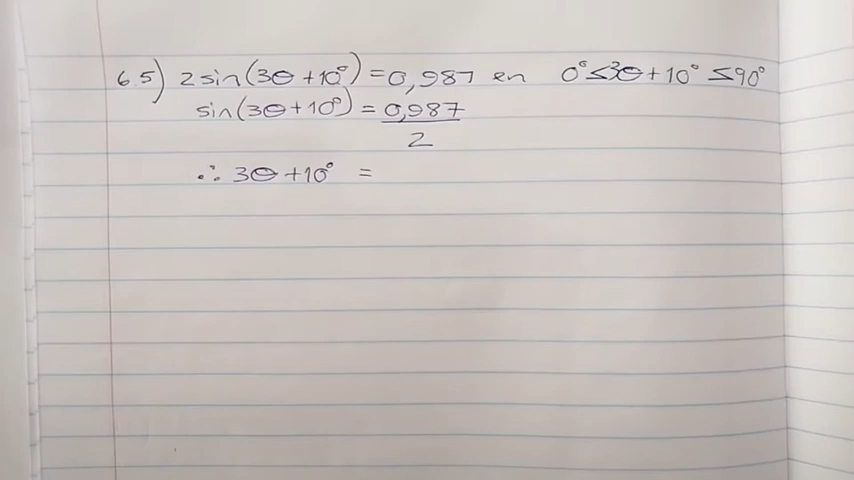 6.5) 2 sin(3θ + 10°) = 0,987 en 0° ≤ 3θ + 10° ≤ 90°
sin(3θ + 10°) = 0,987
2
∴ 3θ + 10° =